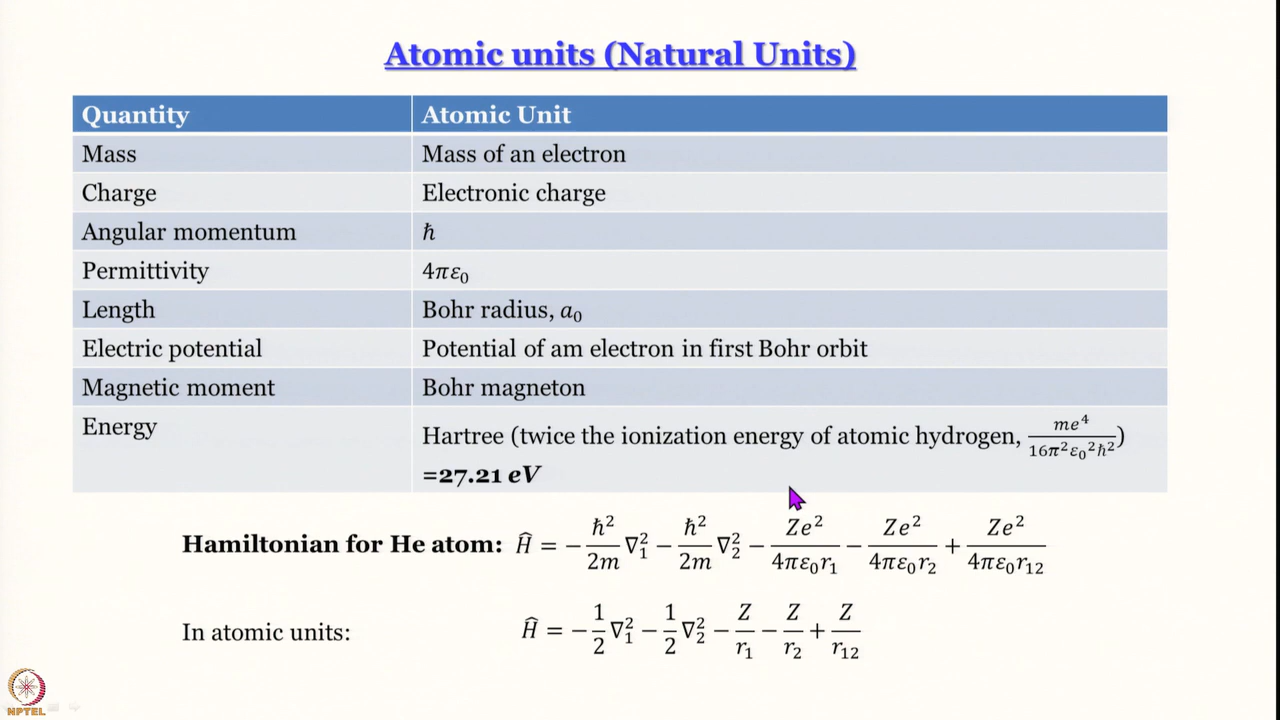 Atomic units (Natural Units)
Quantity Atomic Unit
Mass Mass of an electron
Charge Electronic charge
Angular momentum ℏ
Permittivity 4πε₀
Length Bohr radius, a₀
Electric potential Potential of am electron in first Bohr orbit
Magnetic moment Bohr magneton
Energy Hartree (twice the ionization energy of atomic hydrogen, me⁴/16π²ε₀²ℏ²)
=27.21 eV
Hamiltonian for He atom: Ĥ = −ℏ²/2m ∇₁² − ℏ²/2m ∇₂² − Ze²/4πε₀r₁ − Ze²/4πε₀r₂ + Ze²/4πε₀r₁₂
In atomic units: Ĥ = −1/2 ∇₁² − 1/2 ∇₂² − Z/r₁ − Z/r₂ + Z/r₁₂
NPTEL